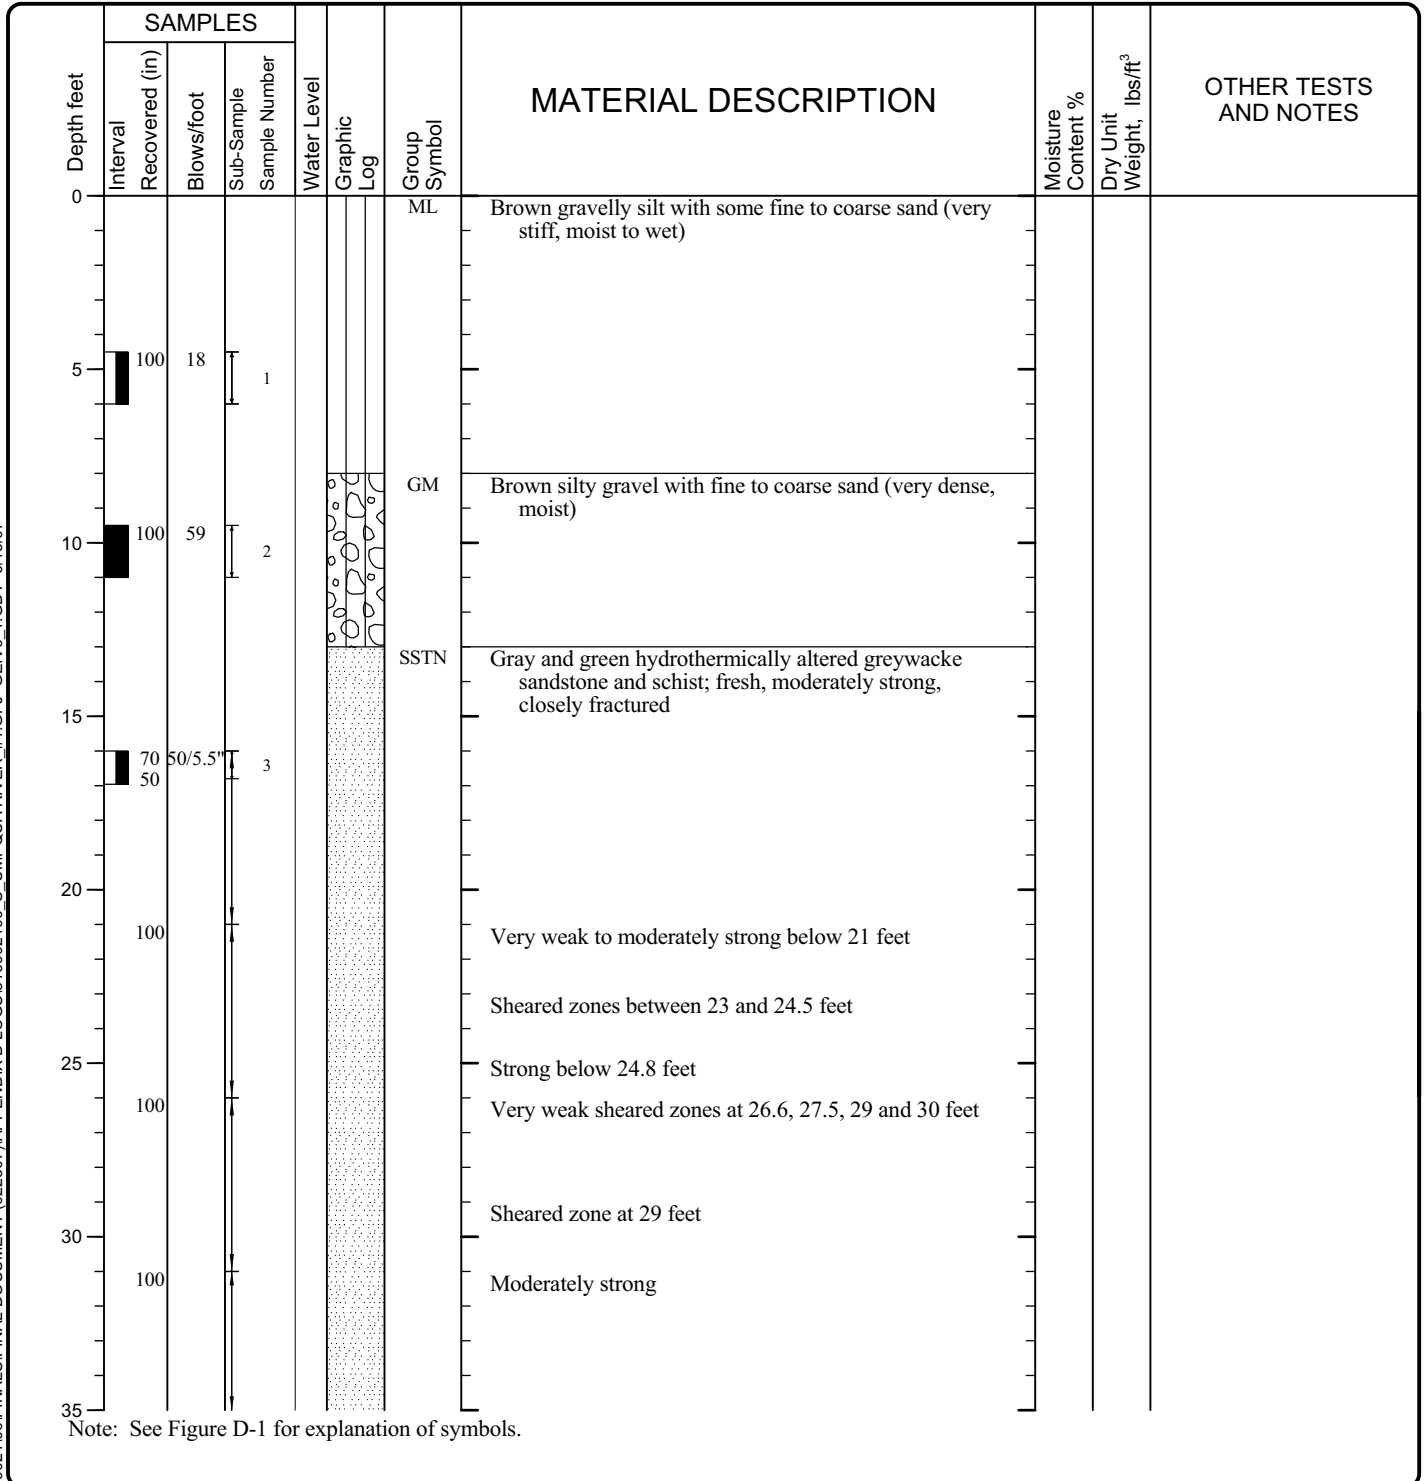 SAMPLES
Depth feet
Interval
Recovered (in)
Blows/foot
Sub-Sample
Sample Number
Water Level
Graphic
Log
Group
Symbol
MATERIAL DESCRIPTION
Moisture
Content %
Dry Unit
Weight, lbs/ft³
OTHER TESTS
AND NOTES
0
ML
Brown gravelly silt with some fine to coarse sand (very
stiff, moist to wet)
100 18
5
1
GM
Brown silty gravel with fine to coarse sand (very dense,
moist)
100 59
10
2
SSTN
Gray and green hydrothermically altered greywacke
sandstone and schist; fresh, moderately strong,
closely fractured
15
70 50/5.5"
3
50
20
100
Very weak to moderately strong below 21 feet
Sheared zones between 23 and 24.5 feet
25
Strong below 24.8 feet
100
Very weak sheared zones at 26.6, 27.5, 29 and 30 feet
Sheared zone at 29 feet
30
100
Moderately strong
35
Note: See Figure D-1 for explanation of symbols.